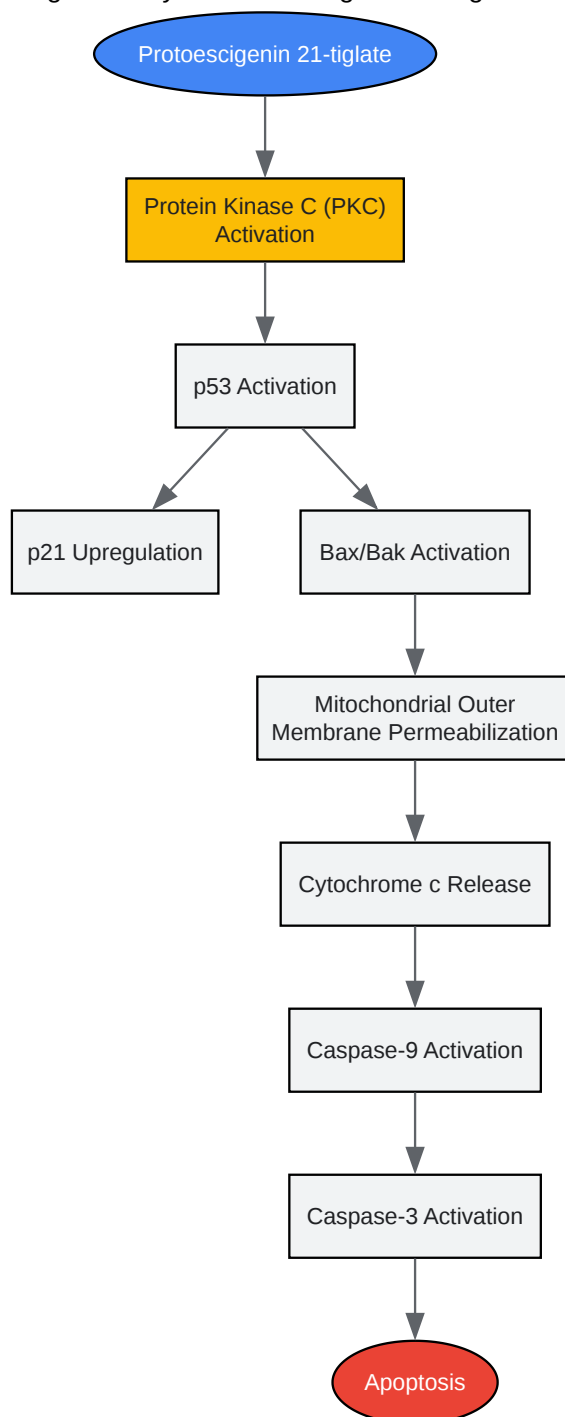 Protoescigenin 21-tiglate
Protein Kinase C (PKC)
Activation
p53 Activation
p21 Upregulation
Bax/Bak Activation
Mitochondrial Outer
Membrane Permeabilization
Cytochrome c Release
Caspase-9 Activation
Caspase-3 Activation
Apoptosis